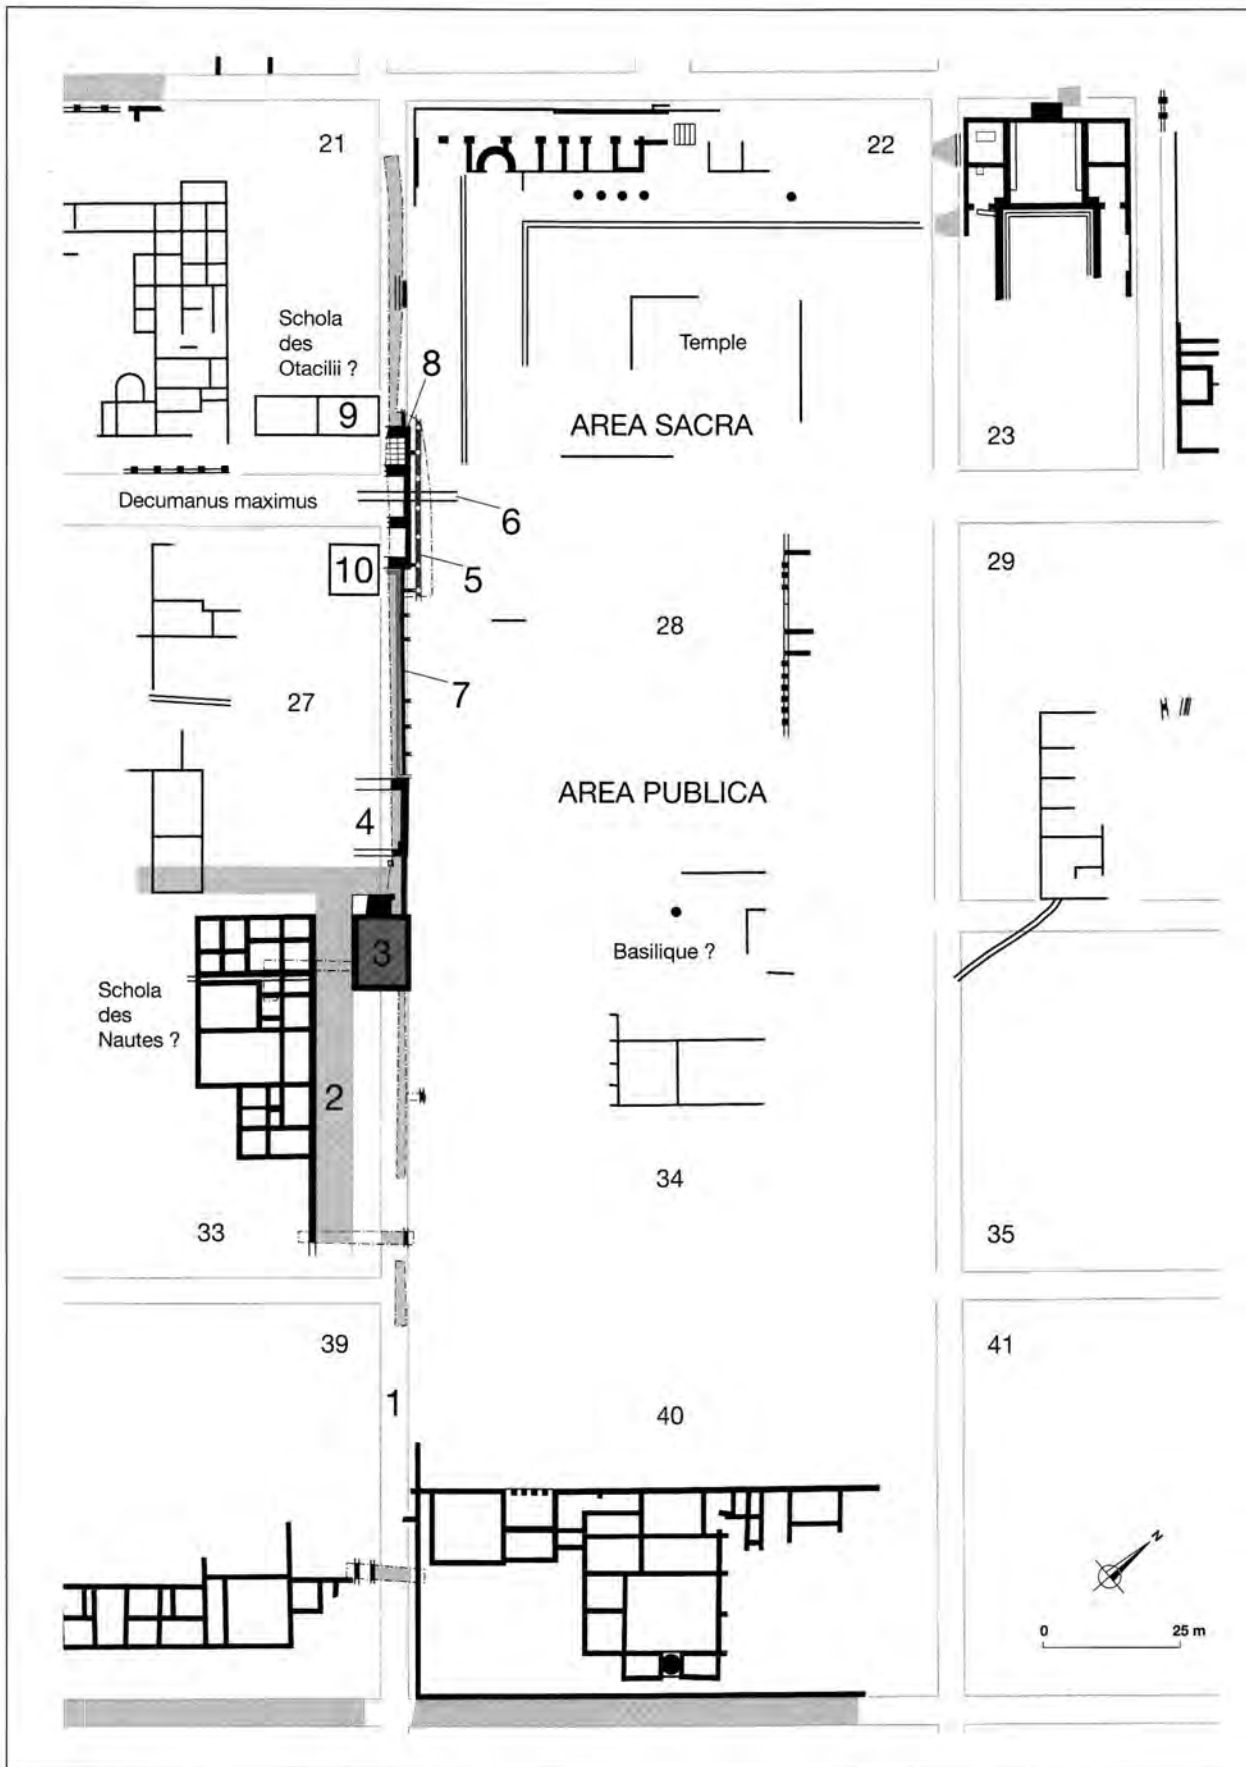 21
22
Schola
des
Otacilii ?
Temple
8
9
AREA SACRA
23
Decumanus maximus
6
10
5
29
28
27
7
AREA PUBLICA
4
Basilique ?
3
Schola
des
Nautes ?
2
34
33
35
39
41
1
40
N
0 25 m